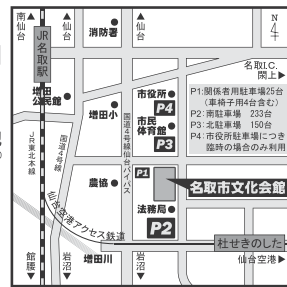 南仙台
仙台
仙台
N
4
JR名取駅
消防署
名取I.C.
閖上
増田
公民館
増田小
市役所
P4
市民
体育館
P3
P1:関係者用駐車場25台
(車椅子用4台含む)
P2:南駐車場 233台
P3:北駐車場 150台
P4:市役所駐車場につき
臨時の場合のみ利用
国道4号線
国道4号線仙台バイパス
JR東北本線
農協
P1
名取市文化会館
法務局
P2
仙台空港アクセス鉄道
杜せきのした
増田川
仙台空港
館腰
岩沼
岩沼